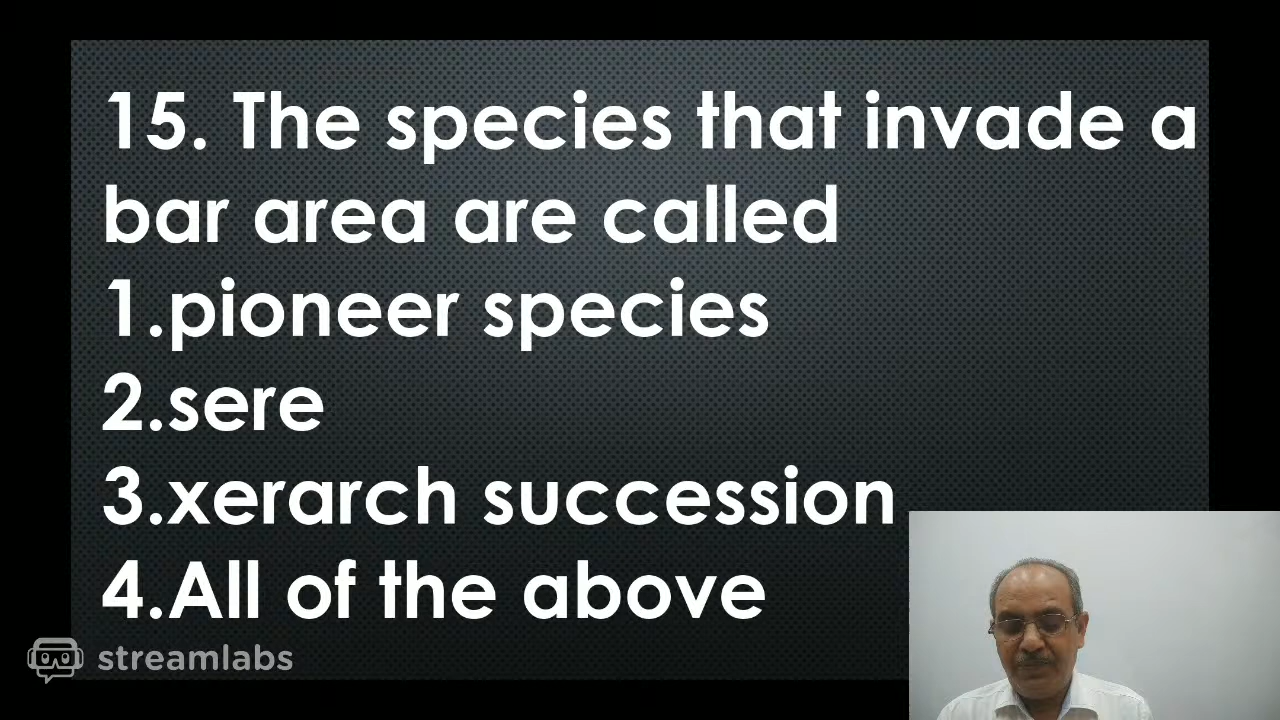 15. The species that invade a
bar area are called
1.pioneer species
2.sere
3.xerarch succession
4.All of the above
streamlabs